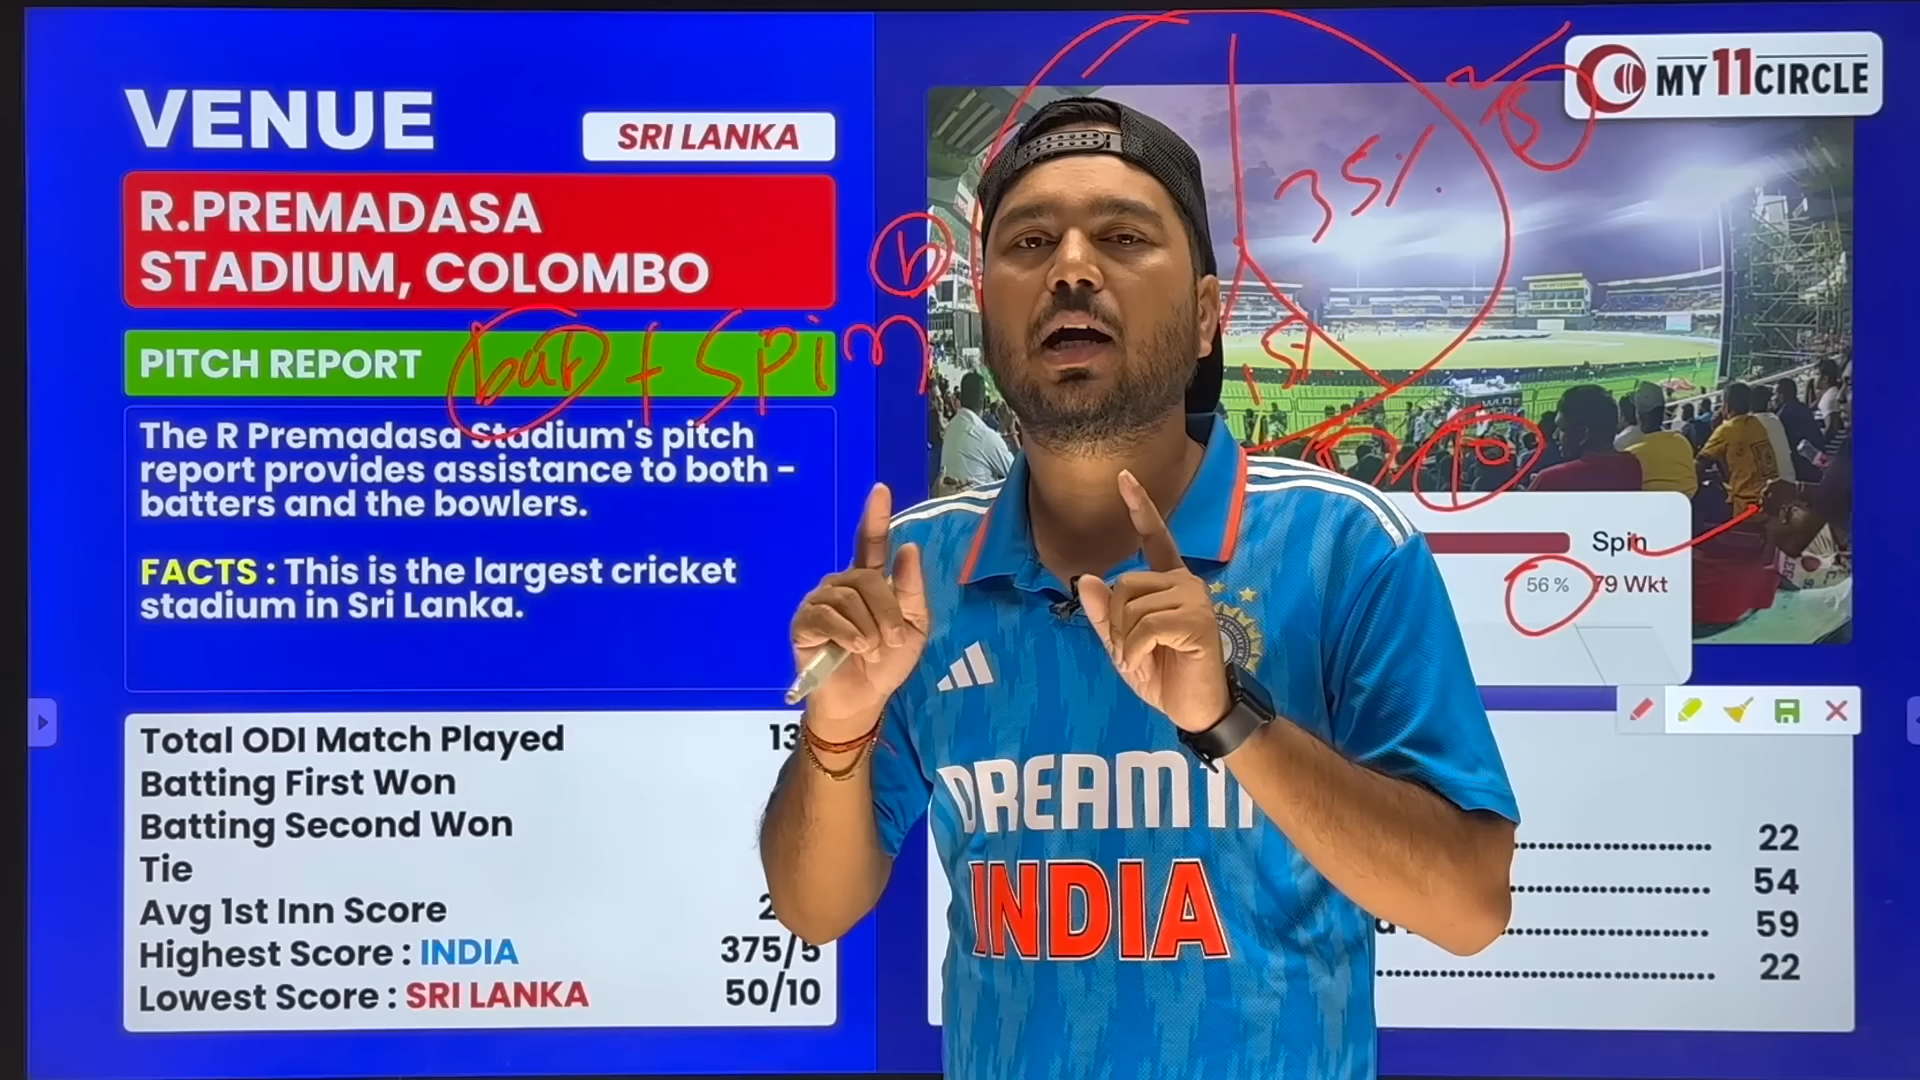 VENUE
SRI LANKA
R.PREMADASA
STADIUM, COLOMBO
PITCH REPORT
bat + Spin
The R Premadasa Stadium's pitch
report provides assistance to both -
batters and the bowlers.
FACTS : This is the largest cricket
stadium in Sri Lanka.
Total ODI Match Played
Batting First Won
Batting Second Won
Tie
Avg 1st Inn Score
Highest Score : INDIA 375/5
Lowest Score : SRI LANKA 50/10
MY11CIRCLE
35%
1st
Spin
56 % 79 Wkt
22
54
59
22
DREAM11
INDIA